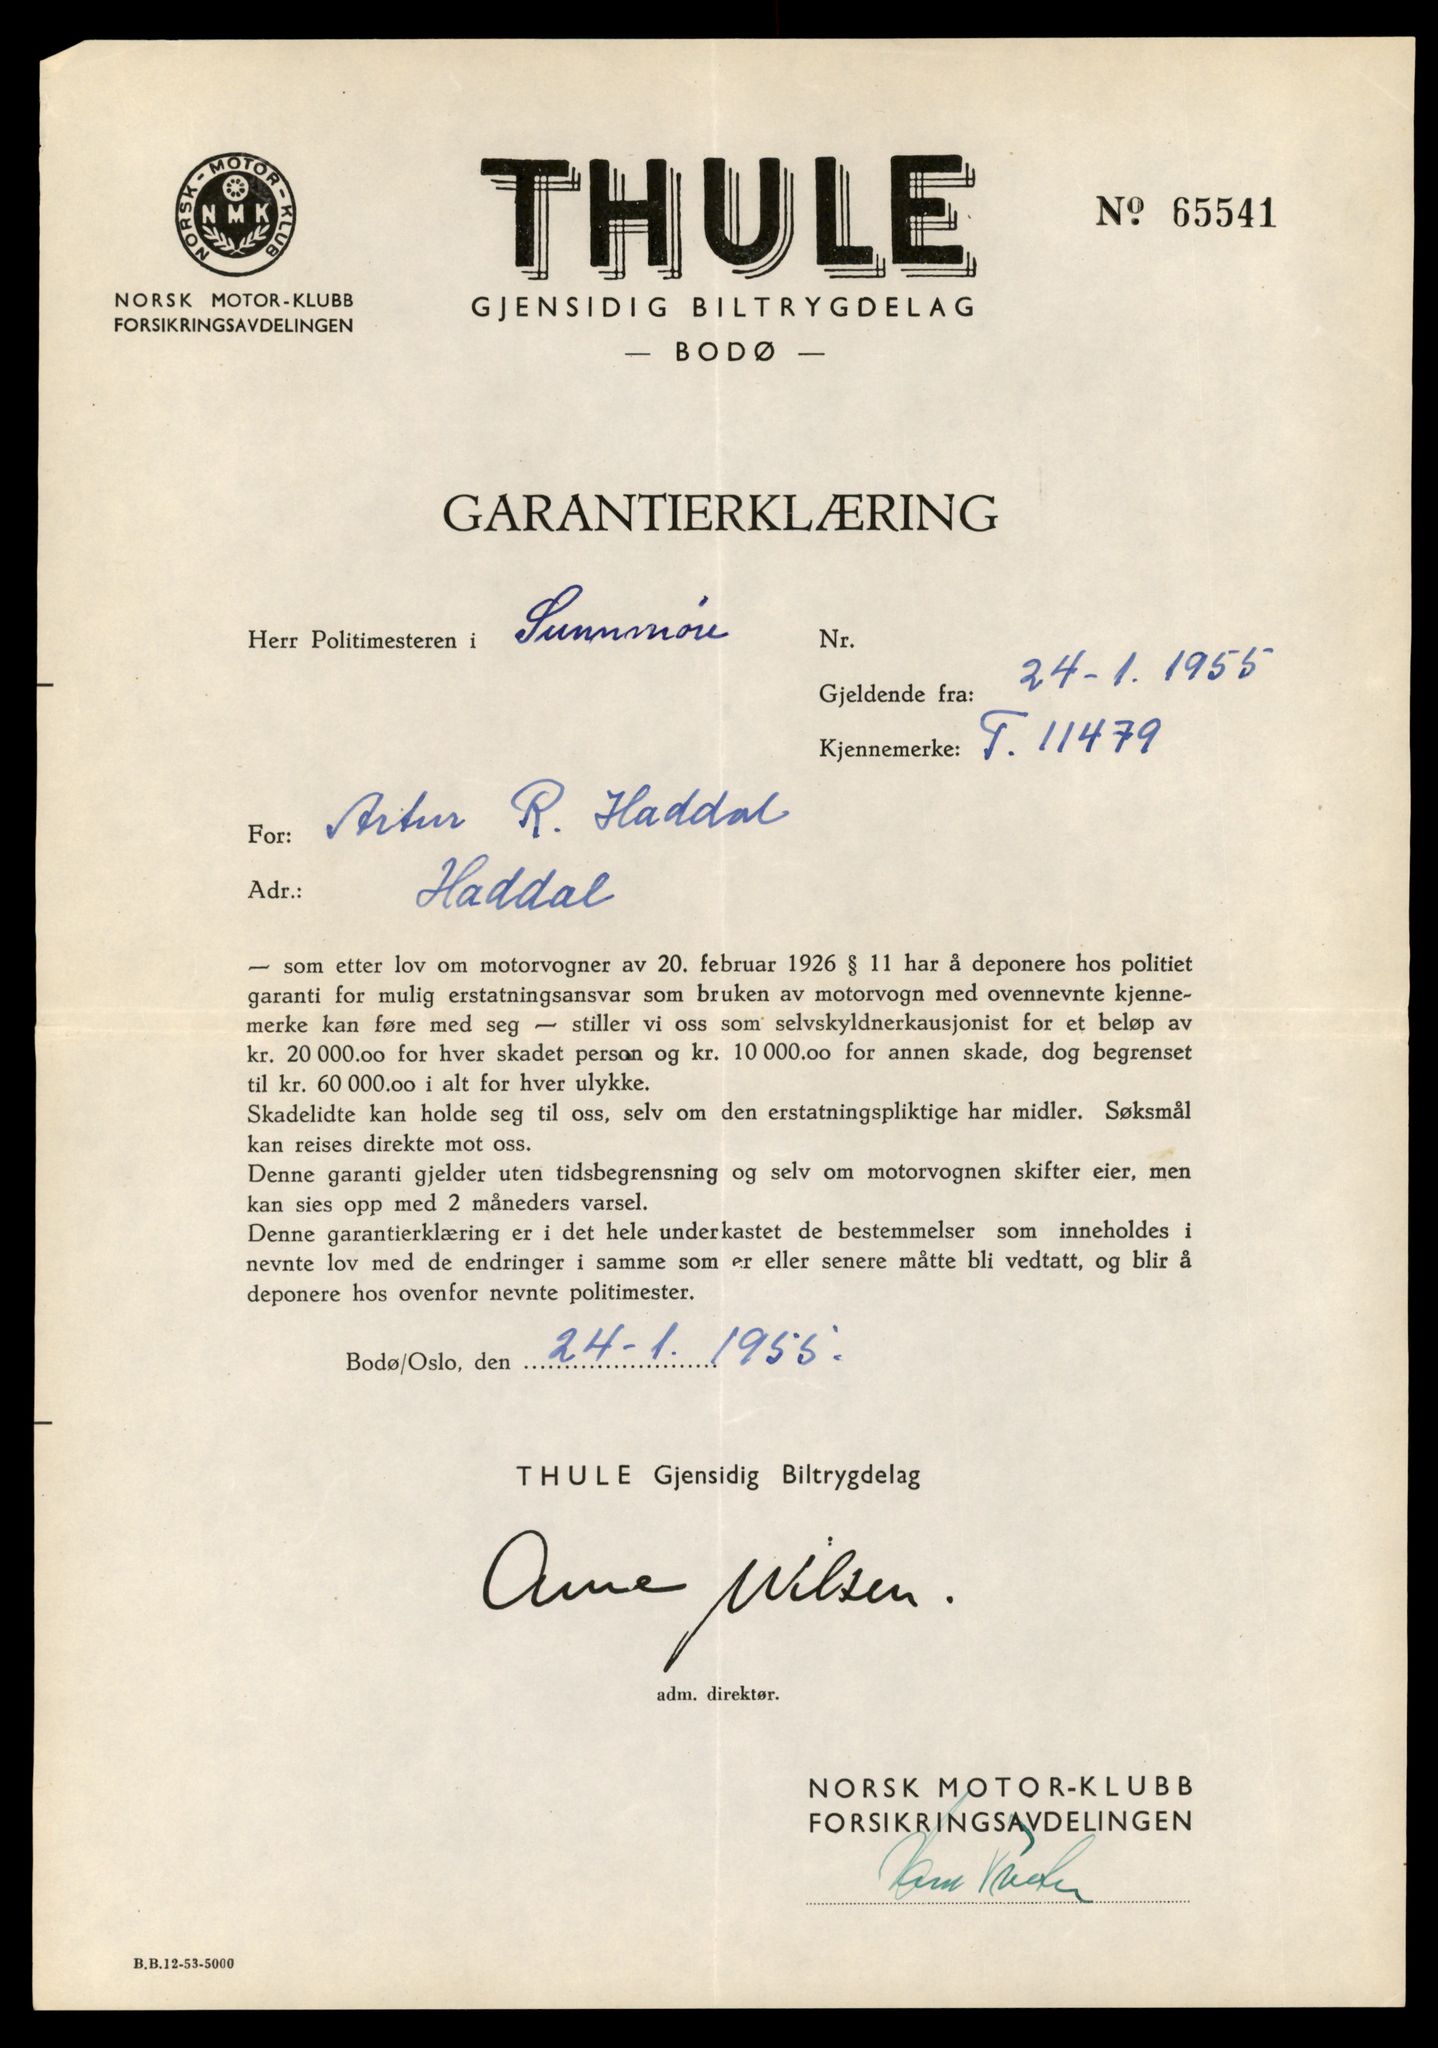 NORSK - MOTOR - KLUBB
NMK
NORSK MOTOR-KLUBB
FORSIKRINGSAVDELINGEN
THULE
GJENSIDIG BILTRYGDELAG
— BODØ —
Nº 65541
GARANTIERKLÆRING
Herr Politimesteren i Sunnmöre
Nr.
Gjeldende fra: 24-1. 1955
Kjennemerke: T. 11479
For: Artur R. Haddal
Adr.: Haddal
— som etter lov om motorvogner av 20. februar 1926 § 11 har å deponere hos politiet
garanti for mulig erstatningsansvar som bruken av motorvogn med ovennevnte kjenne-
merke kan føre med seg — stiller vi oss som selvskyldnerkausjonist for et beløp av
kr. 20 000.oo for hver skadet person og kr. 10 000.oo for annen skade, dog begrenset
til kr. 60 000.oo i alt for hver ulykke.
Skadelidte kan holde seg til oss, selv om den erstatningspliktige har midler. Søksmål
kan reises direkte mot oss.
Denne garanti gjelder uten tidsbegrensning og selv om motorvognen skifter eier, men
kan sies opp med 2 måneders varsel.
Denne garantierklæring er i det hele underkastet de bestemmelser som inneholdes i
nevnte lov med de endringer i samme som er eller senere måtte bli vedtatt, og blir å
deponere hos ovenfor nevnte politimester.
Bodø/Oslo, den 24-1. 1955.
THULE Gjensidig Biltrygdelag
Arne Nilsen.
adm. direktør.
NORSK MOTOR-KLUBB
FORSIKRINGSAVDELINGEN
B.B.12-53-5000